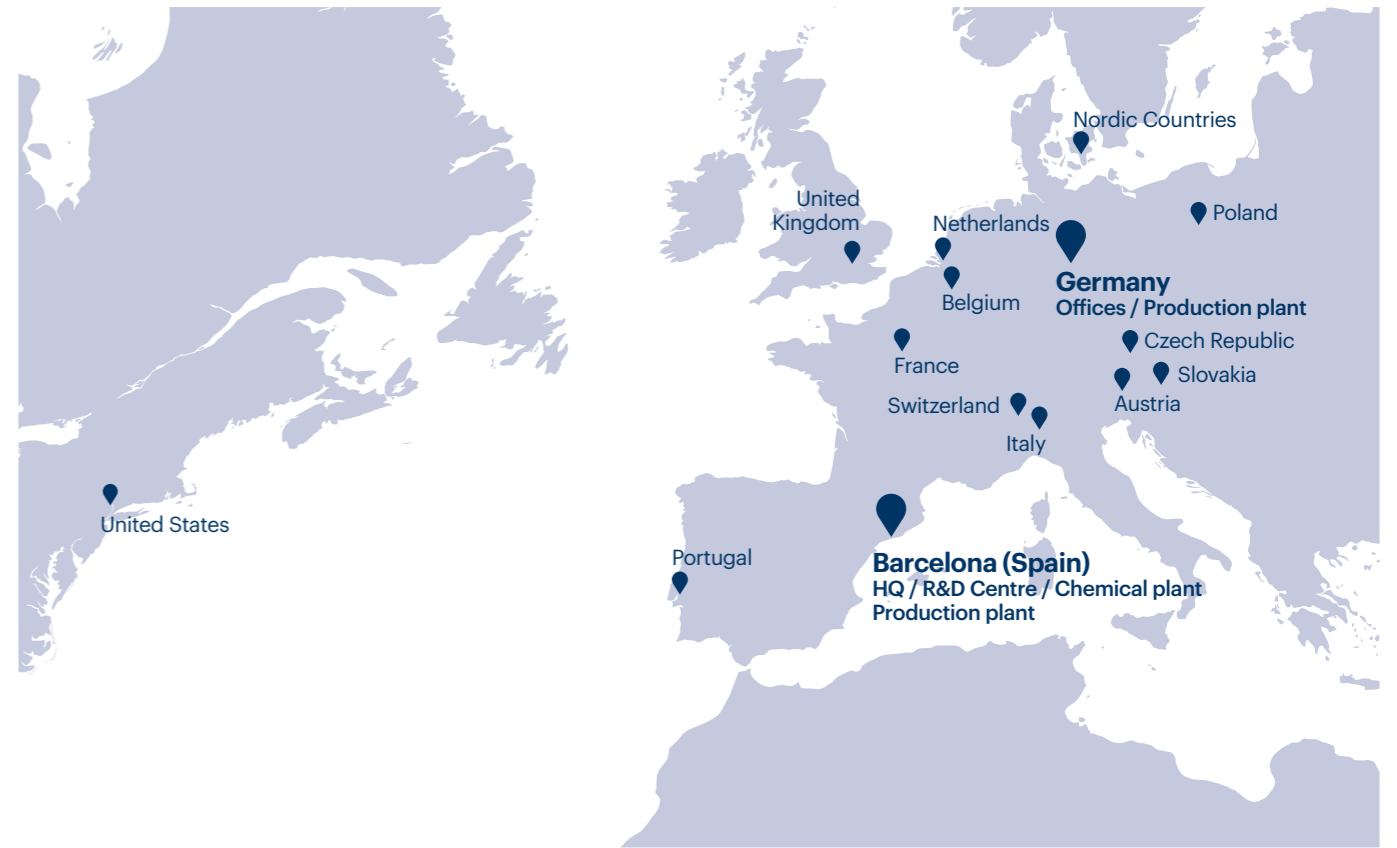 Nordic Countries
United
Kingdom
Netherlands
Poland
Germany
Offices / Production plant
Belgium
Czech Republic
France
Slovakia
Switzerland
Austria
Italy
United States
Portugal
Barcelona (Spain)
HQ / R&D Centre / Chemical plant
Production plant